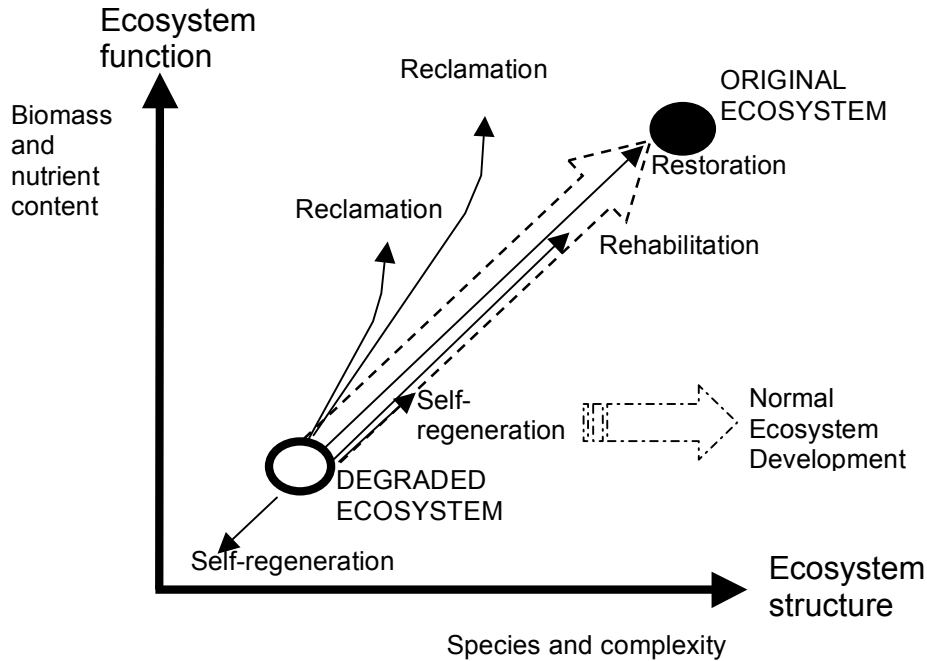 Ecosystem
function
Biomass
and
nutrient
content
Reclamation
Reclamation
ORIGINAL
ECOSYSTEM
Restoration
Rehabilitation
Self-
regeneration
Normal
Ecosystem
Development
DEGRADED
ECOSYSTEM
Self-regeneration
Ecosystem
structure
Species and complexity